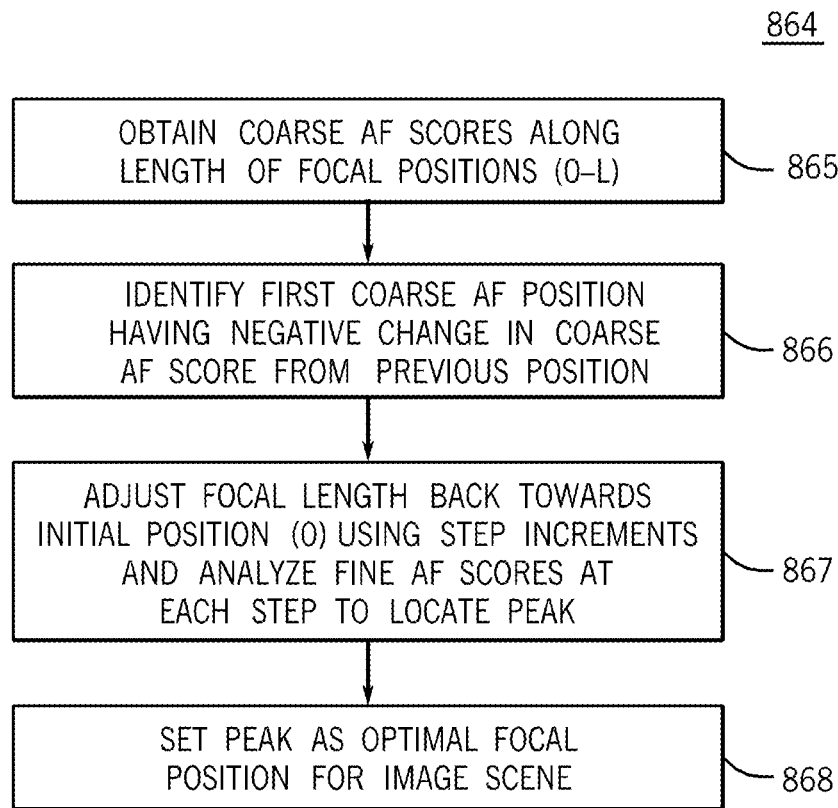 864
OBTAIN COARSE AF SCORES ALONG
LENGTH OF FOCAL POSITIONS (0–L)
865
IDENTIFY FIRST COARSE AF POSITION
HAVING NEGATIVE CHANGE IN COARSE
AF SCORE FROM PREVIOUS POSITION
866
ADJUST FOCAL LENGTH BACK TOWARDS
INITIAL POSITION (0) USING STEP INCREMENTS
AND ANALYZE FINE AF SCORES AT
EACH STEP TO LOCATE PEAK
867
SET PEAK AS OPTIMAL FOCAL
POSITION FOR IMAGE SCENE
868